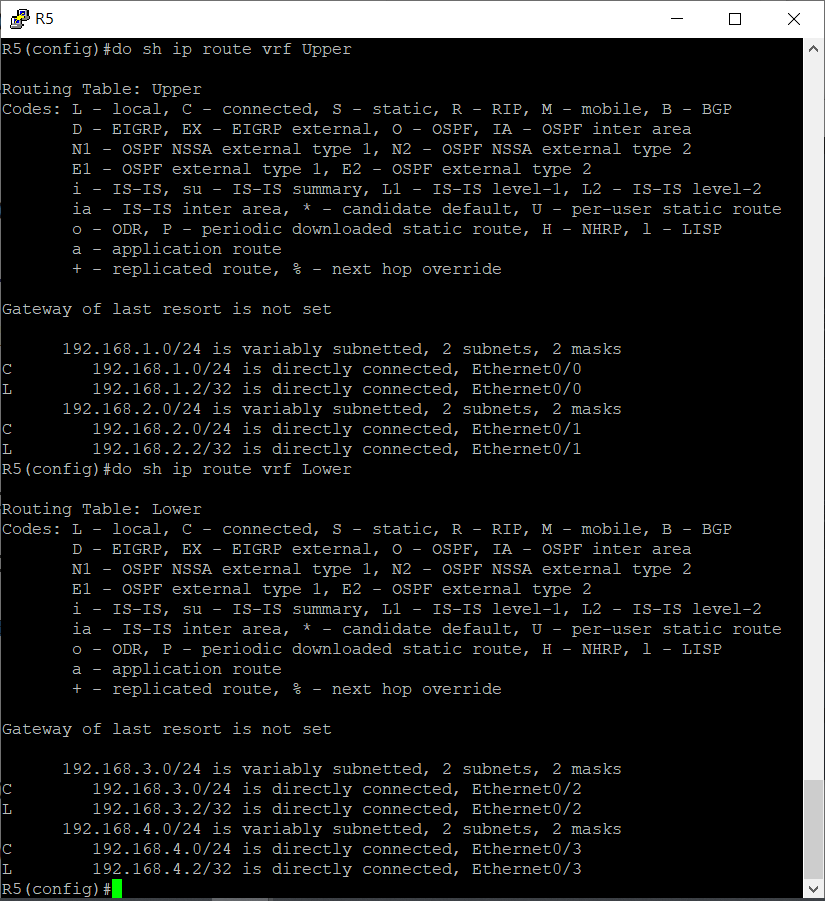 R5
R5(config)#do sh ip route vrf Upper
Routing Table: Upper
Codes: L - local, C - connected, S - static, R - RIP, M - mobile, B - BGP
D - EIGRP, EX - EIGRP external, O - OSPF, IA - OSPF inter area
N1 - OSPF NSSA external type 1, N2 - OSPF NSSA external type 2
E1 - OSPF external type 1, E2 - OSPF external type 2
i - IS-IS, su - IS-IS summary, L1 - IS-IS level-1, L2 - IS-IS level-2
ia - IS-IS inter area, * - candidate default, U - per-user static route
o - ODR, P - periodic downloaded static route, H - NHRP, l - LISP
a - application route
+ - replicated route, % - next hop override
Gateway of last resort is not set
192.168.1.0/24 is variably subnetted, 2 subnets, 2 masks
C 192.168.1.0/24 is directly connected, Ethernet0/0
L 192.168.1.2/32 is directly connected, Ethernet0/0
192.168.2.0/24 is variably subnetted, 2 subnets, 2 masks
C 192.168.2.0/24 is directly connected, Ethernet0/1
L 192.168.2.2/32 is directly connected, Ethernet0/1
R5(config)#do sh ip route vrf Lower
Routing Table: Lower
Codes: L - local, C - connected, S - static, R - RIP, M - mobile, B - BGP
D - EIGRP, EX - EIGRP external, O - OSPF, IA - OSPF inter area
N1 - OSPF NSSA external type 1, N2 - OSPF NSSA external type 2
E1 - OSPF external type 1, E2 - OSPF external type 2
i - IS-IS, su - IS-IS summary, L1 - IS-IS level-1, L2 - IS-IS level-2
ia - IS-IS inter area, * - candidate default, U - per-user static route
o - ODR, P - periodic downloaded static route, H - NHRP, l - LISP
a - application route
+ - replicated route, % - next hop override
Gateway of last resort is not set
192.168.3.0/24 is variably subnetted, 2 subnets, 2 masks
C 192.168.3.0/24 is directly connected, Ethernet0/2
L 192.168.3.2/32 is directly connected, Ethernet0/2
192.168.4.0/24 is variably subnetted, 2 subnets, 2 masks
C 192.168.4.0/24 is directly connected, Ethernet0/3
L 192.168.4.2/32 is directly connected, Ethernet0/3
R5(config)#